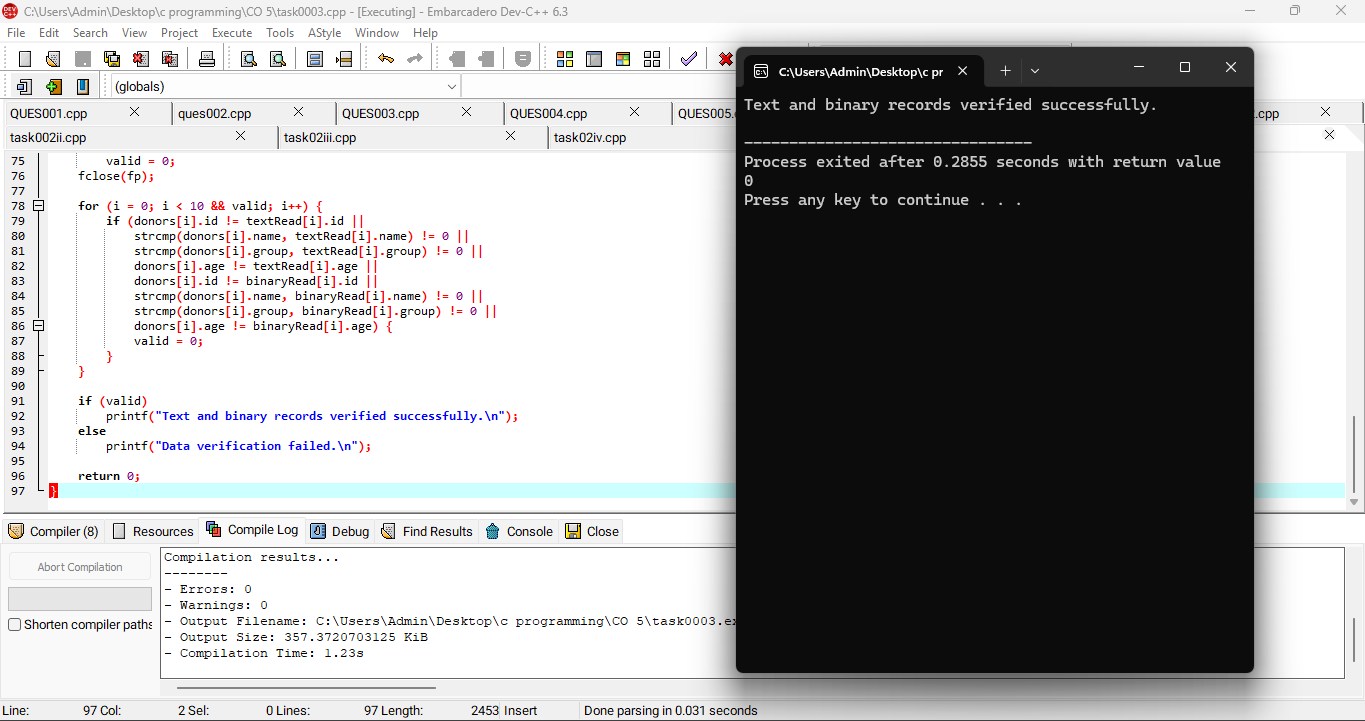 C:\Users\Admin\Desktop\c programming\CO 5\task0003.cpp - [Executing] - Embarcadero Dev-C++ 6.3
File Edit Search View Project Execute Tools AStyle Window Help
(globals)
QUES001.cpp ques002.cpp QUES003.cpp QUES004.cpp QUES005. .cpp
task002ii.cpp task02iii.cpp task02iv.cpp
75 valid = 0;
76 fclose(fp);
77
78 for (i = 0; i < 10 && valid; i++) {
79 if (donors[i].id != textRead[i].id ||
80 strcmp(donors[i].name, textRead[i].name) != 0 ||
81 strcmp(donors[i].group, textRead[i].group) != 0 ||
82 donors[i].age != textRead[i].age ||
83 donors[i].id != binaryRead[i].id ||
84 strcmp(donors[i].name, binaryRead[i].name) != 0 ||
85 strcmp(donors[i].group, binaryRead[i].group) != 0 ||
86 donors[i].age != binaryRead[i].age) {
87 valid = 0;
88 }
89 }
90
91 if (valid)
92 printf("Text and binary records verified successfully.\n");
93 else
94 printf("Data verification failed.\n");
95
96 return 0;
97 }
C:\Users\Admin\Desktop\c pr
Text and binary records verified successfully.
--------------------------------
Process exited after 0.2855 seconds with return value
0
Press any key to continue . . .
Compiler (8) Resources Compile Log Debug Find Results Console Close
Abort Compilation
Shorten compiler paths
Compilation results...
--------
- Errors: 0
- Warnings: 0
- Output Filename: C:\Users\Admin\Desktop\c programming\CO 5\task0003.ex
- Output Size: 357.3720703125 KiB
- Compilation Time: 1.23s
Line: 97 Col: 2 Sel: 0 Lines: 97 Length: 2453 Insert Done parsing in 0.031 seconds